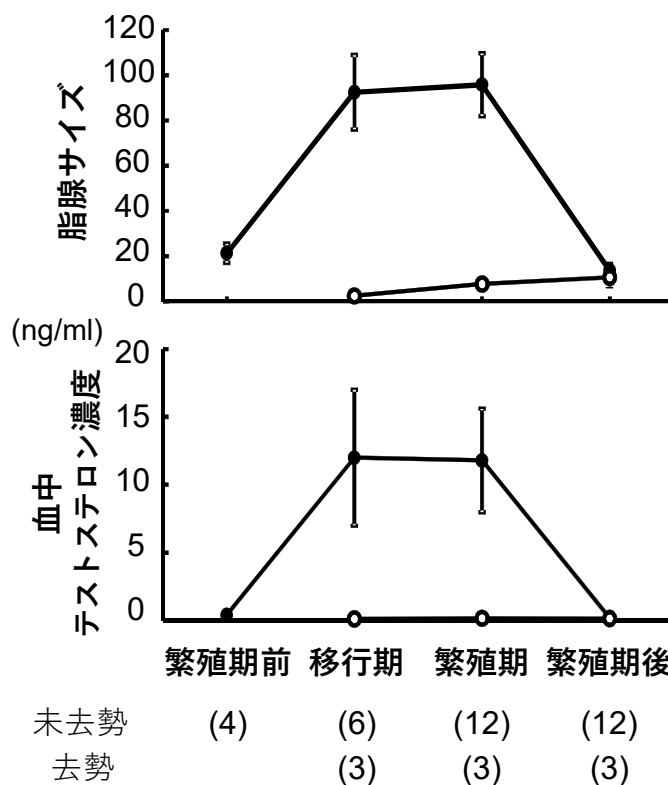 120
100
80
60
40
20
0
脂腺サイズ
(ng/ml)
20
15
10
5
0
血中
テストステロン濃度
繁殖期前 移行期 繁殖期 繁殖期後
未去勢 (4) (6) (12) (12)
去勢 (3) (3) (3)